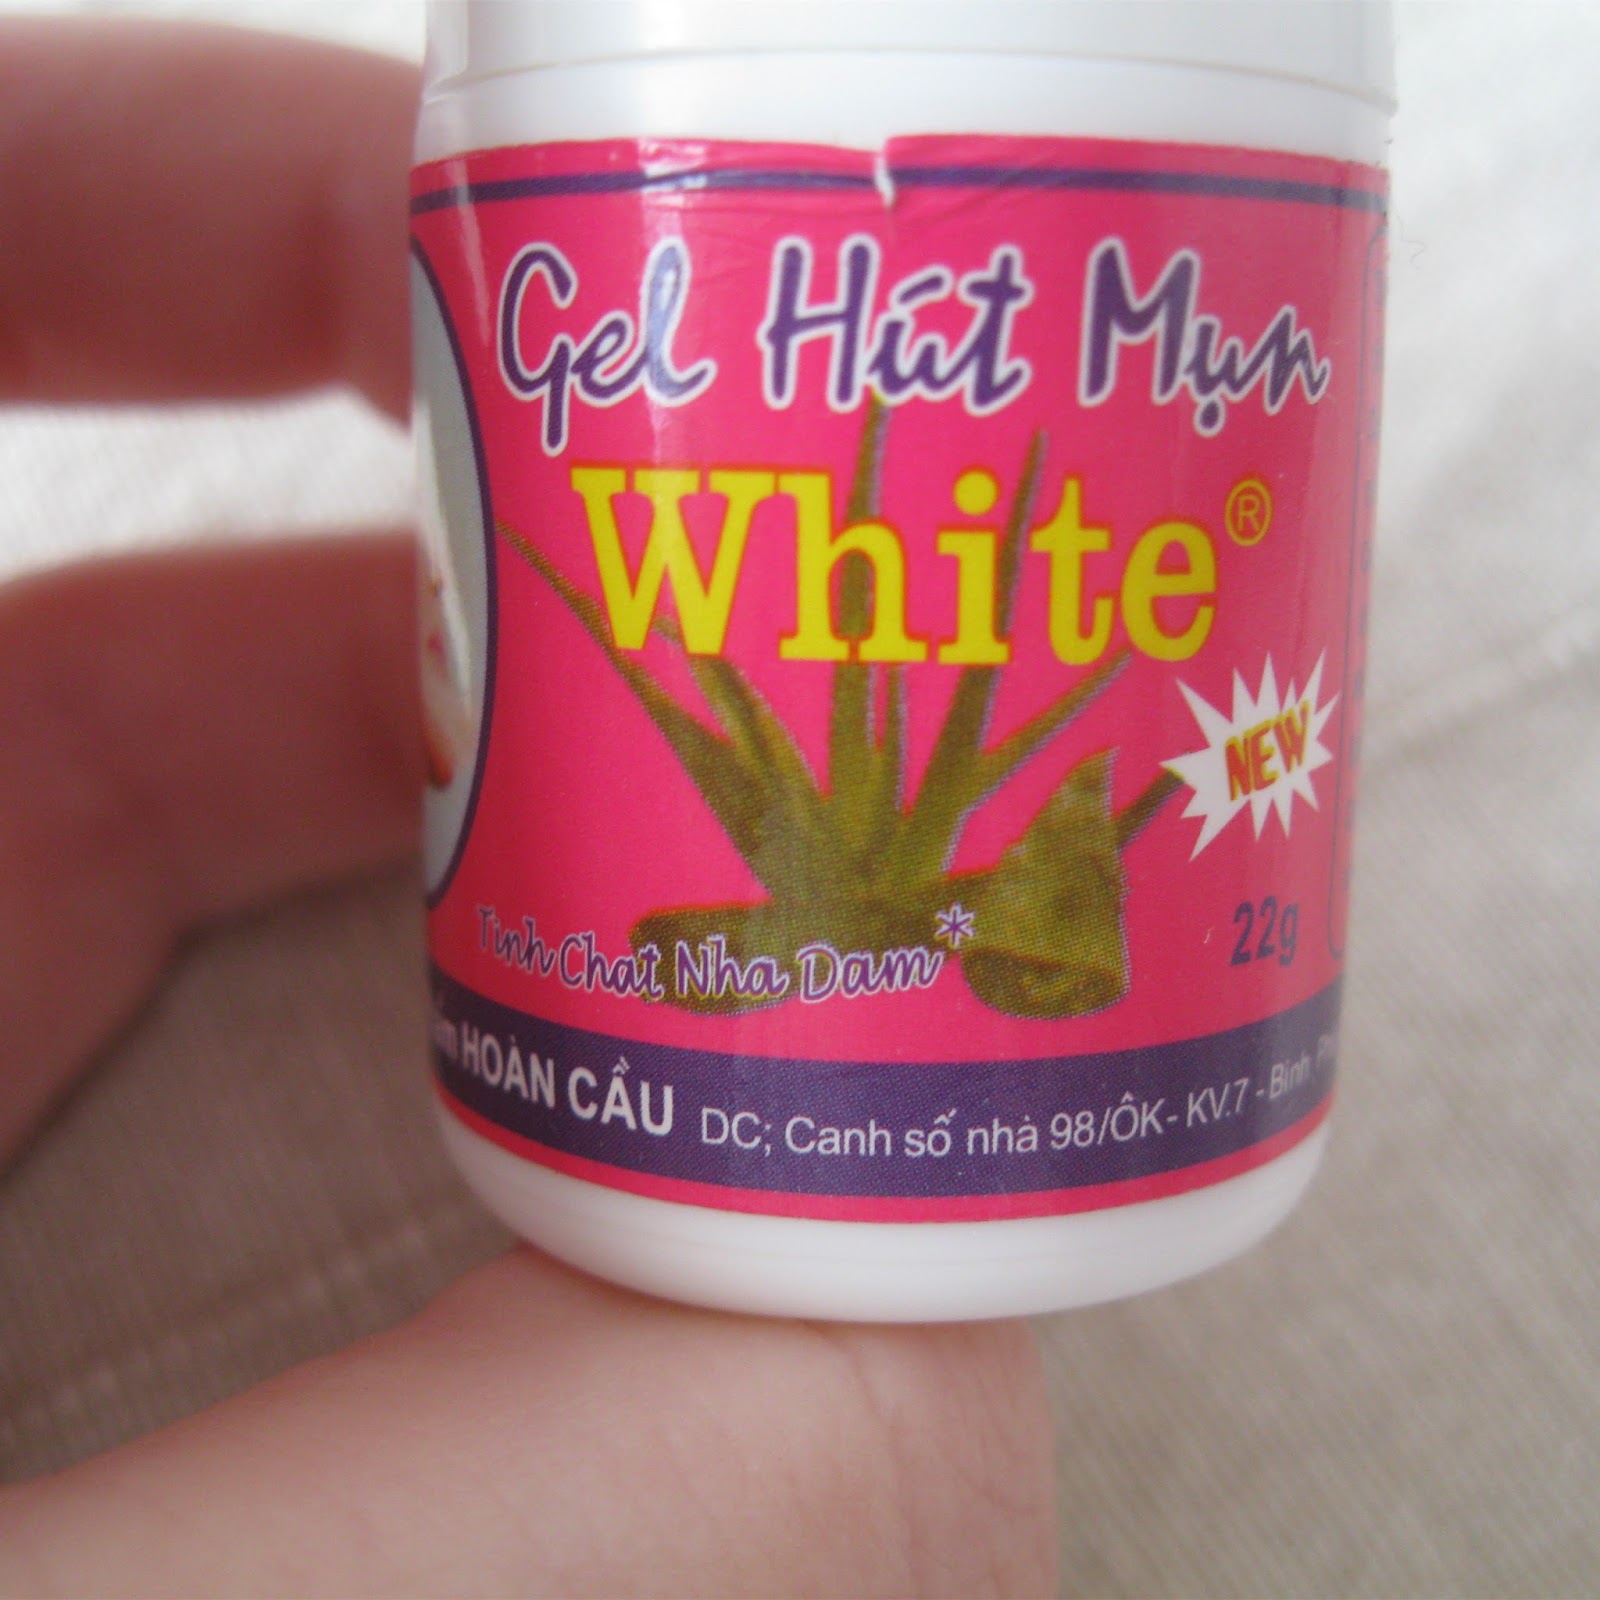 Gel Hút Mụn
White®
NEW
22g
Tinh Chat Nha Dam*
HOÀN CẦU DC; Canh số nhà 98/ÔK- KV.7 - Bình